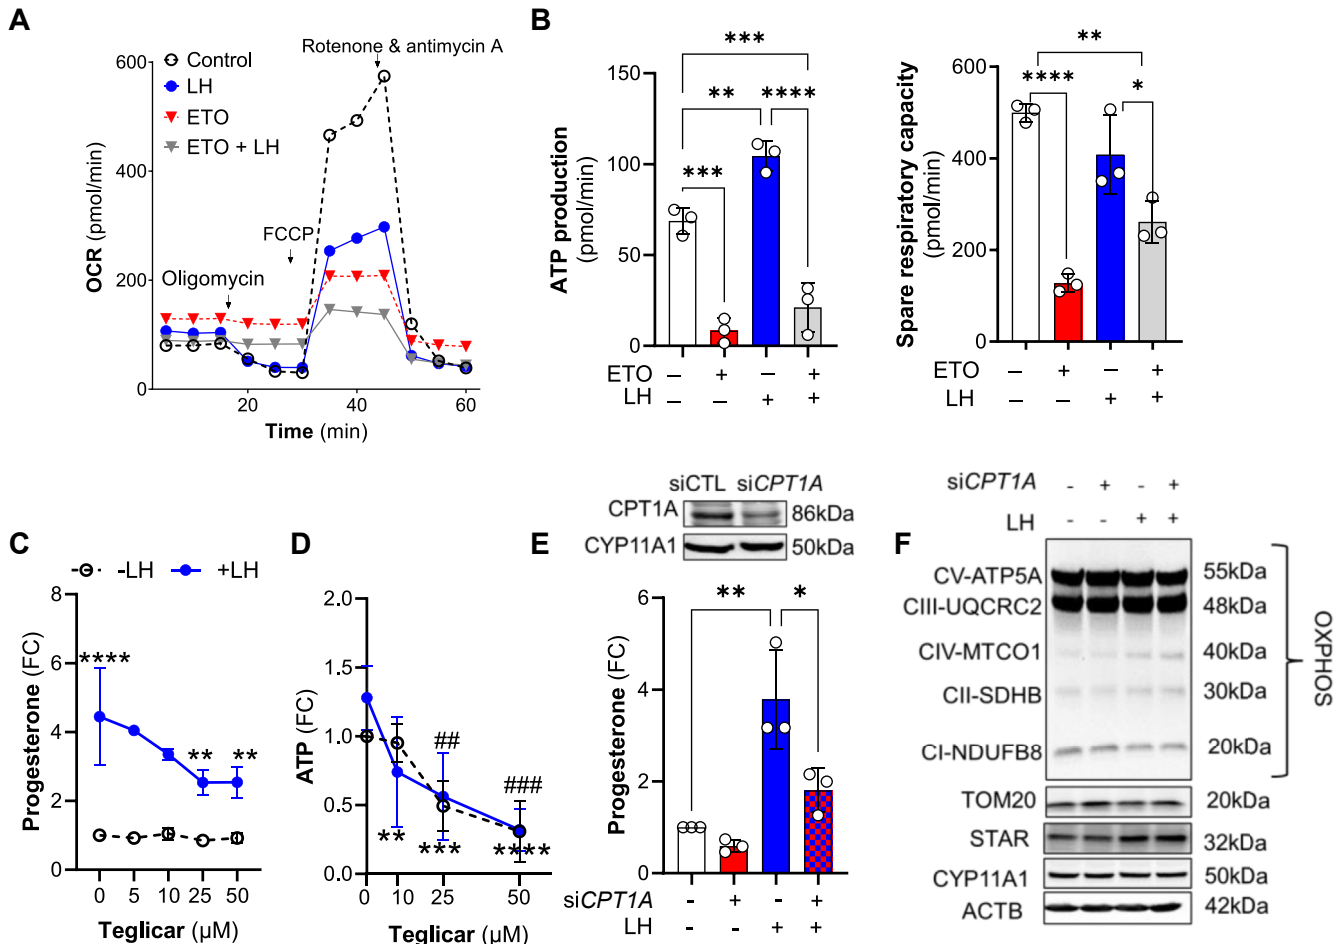 A
Rotenone & antimycin A
Control
LH
ETO
ETO + LH
600
400
200
0
OCR (pmol/min)
FCCP
Oligomycin
20
40
60
Time (min)
B
***
**
****
***
150
100
50
0
ATP production
(pmol/min)
ETO
– + – +
LH
– – + +
**
****
*
600
400
200
0
Spare respiratory capacity
(pmol/min)
ETO
– + – +
LH
– – + +
C
-LH
+LH
8
6
4
2
0
Progesterone (FC)
****
**
**
0
5
10
25
50
Teglicar (µM)
D
2.0
1.5
1.0
0.5
0.0
ATP (FC)
##
###
**
***
****
0
10
25
50
Teglicar (µM)
E
siCTL
siCPT1A
CPT1A
86kDa
CYP11A1
50kDa
6
4
2
0
Progesterone (FC)
**
*
siCPT1A
- + - +
LH
- - + +
F
siCPT1A
- + - +
LH
- - + +
CV-ATP5A
55kDa
CIII-UQCRC2
48kDa
CIV-MTCO1
40kDa
CII-SDHB
30kDa
CI-NDUFB8
20kDa
OXPHOS
TOM20
20kDa
STAR
32kDa
CYP11A1
50kDa
ACTB
42kDa